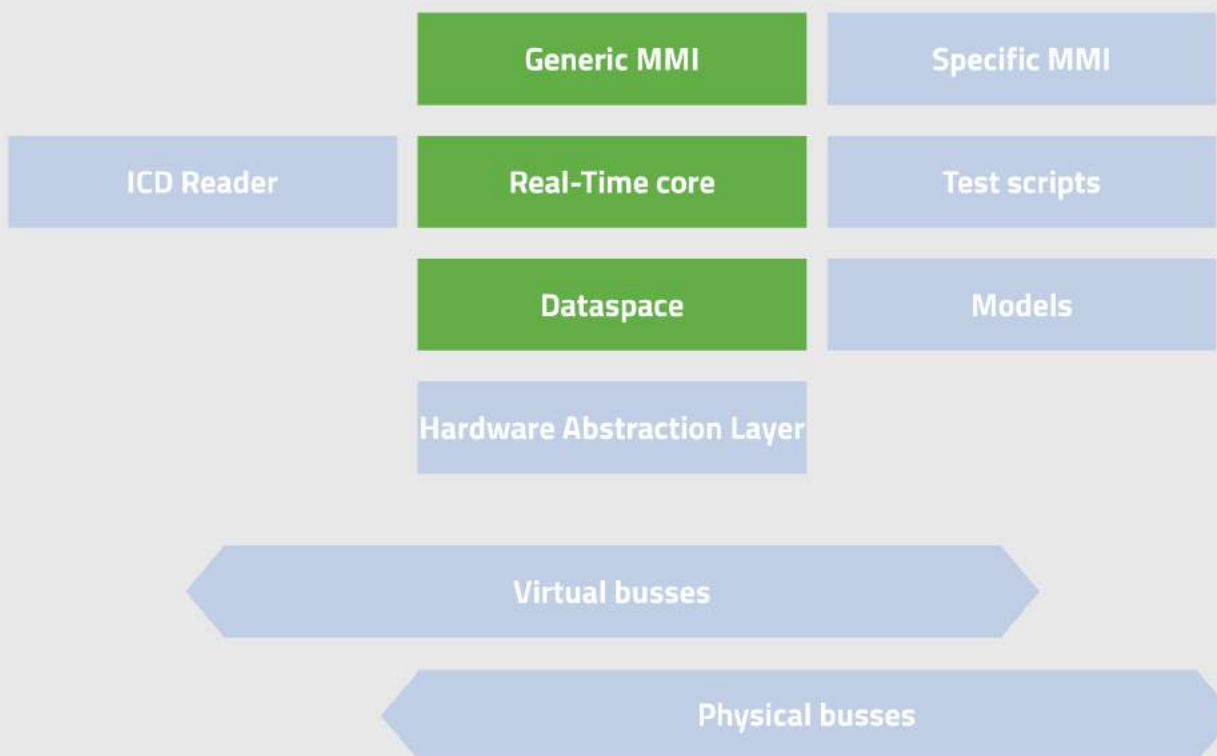 Generic MMI
Specific MMI
ICD Reader
Real-Time core
Test scripts
Dataspace
Models
Hardware Abstraction Layer
Virtual busses
Physical busses